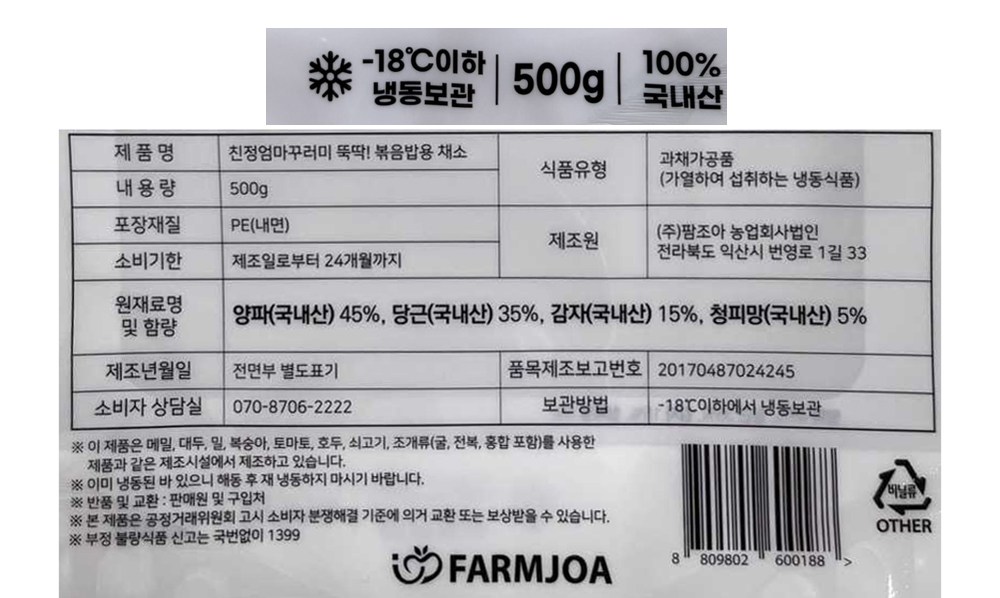 -18℃이하
냉동보관
500g
100%
국내산
제 품 명
친정엄마꾸러미 뚝딱! 볶음밥용 채소
식품유형
과채가공품
(가열하여 섭취하는 냉동식품)
내 용 량
500g
포장재질
PE(내면)
제조원
(주)팜조아 농업회사법인
전라북도 익산시 번영로 1길 33
소비기한
제조일로부터 24개월까지
원재료명
및 함량
양파(국내산) 45%, 당근(국내산) 35%, 감자(국내산) 15%, 청피망(국내산) 5%
제조년월일
전면부 별도표기
품목제조보고번호
20170487024245
소비자 상담실
070-8706-2222
보관방법
-18℃이하에서 냉동보관
※ 이 제품은 메밀, 대두, 밀, 복숭아, 토마토, 호두, 쇠고기, 조개류(굴, 전복, 홍합 포함)를 사용한
제품과 같은 제조시설에서 제조하고 있습니다.
※ 이미 냉동된 바 있으니 해동 후 재 냉동하지 마시기 바랍니다.
※ 반품 및 교환 : 판매원 및 구입처
※ 본 제품은 공정거래위원회 고시 소비자 분쟁해결 기준에 의거 교환 또는 보상받을 수 있습니다.
※ 부정 불량식품 신고는 국번없이 1399
FARMJOA
8 809802 600188 >
비닐류
OTHER